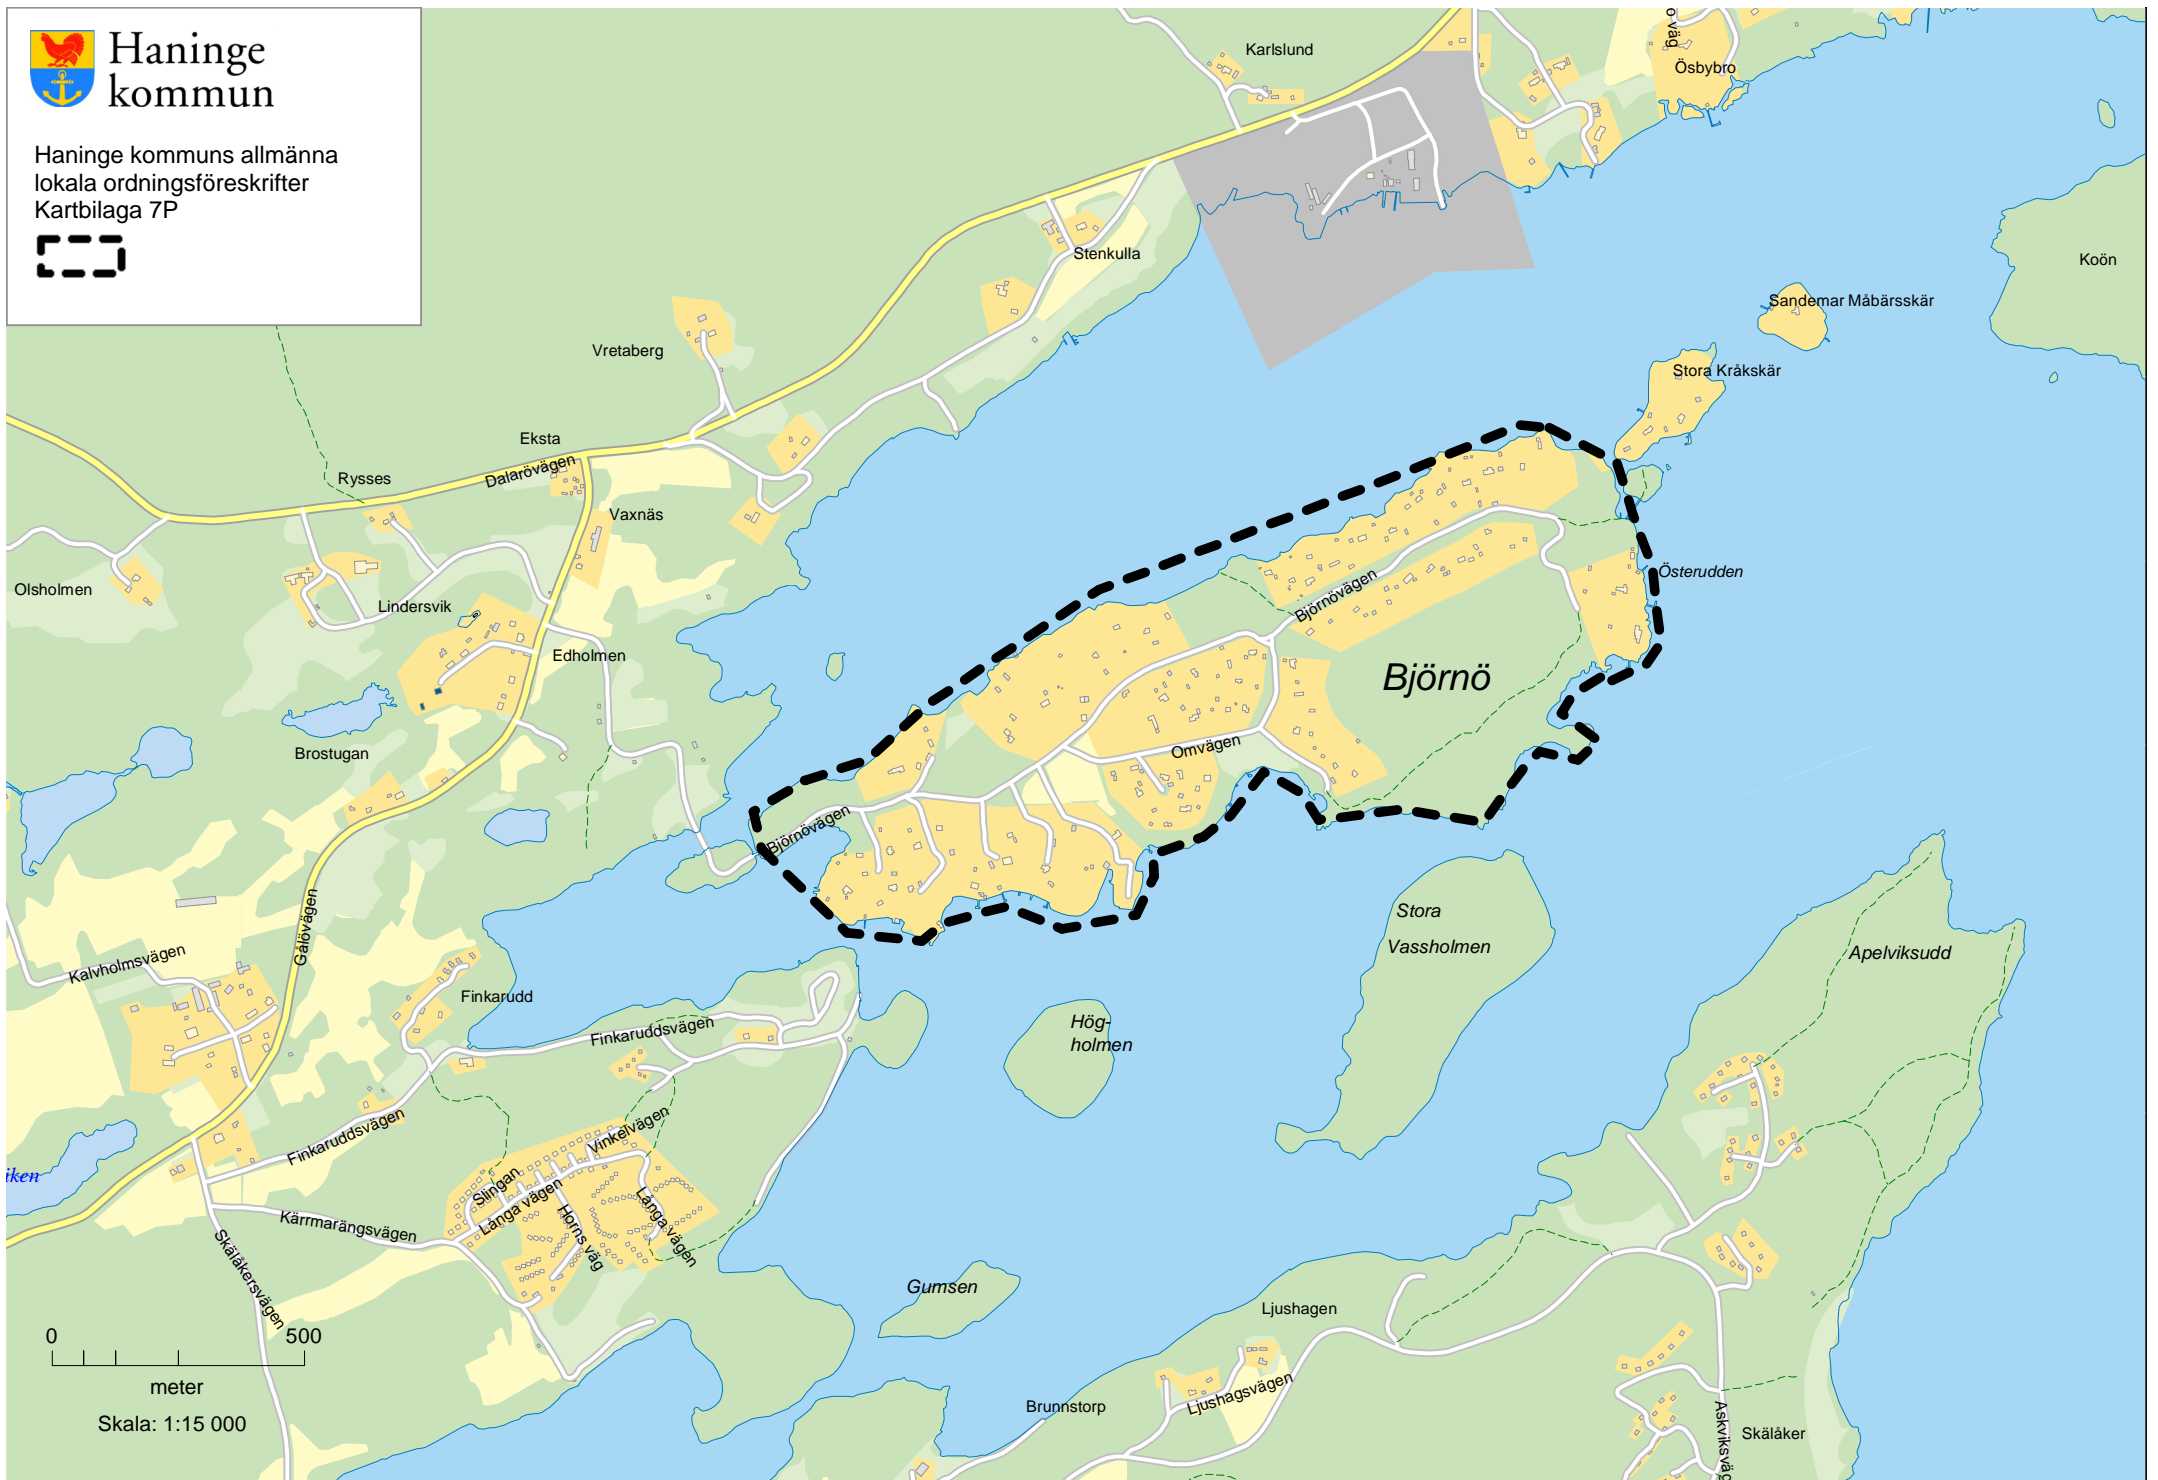 Haninge
kommun
Haninge kommuns allmänna
lokala ordningsföreskrifter
Kartbilaga 7P
Karlslund
Ösbybro
Stenkulla
Koön
Sandemar Måbärsskär
Stora Kråkskär
Vretaberg
Eksta
Dalarövägen
Rysses
Vaxnäs
Olsholmen
Lindersvik
Edholmen
Österudden
Björnövägen
Björnö
Brostugan
Omvägen
Björnövägen
Gålövägen
Stora
Vassholmen
Apelviksudd
Kalvholmsvägen
Finkarudd
Finkaruddsvägen
Hög-
holmen
Finkaruddsvägen
Vinkelvägen
Slingan
Långa vägen
Horns väg
Långa vägen
Kärrmarängsvägen
Skälåkersvägen
Gumsen
Ljushagen
Ljushagsvägen
Brunnstorp
Skälåker
0 500
meter
Skala: 1:15 000